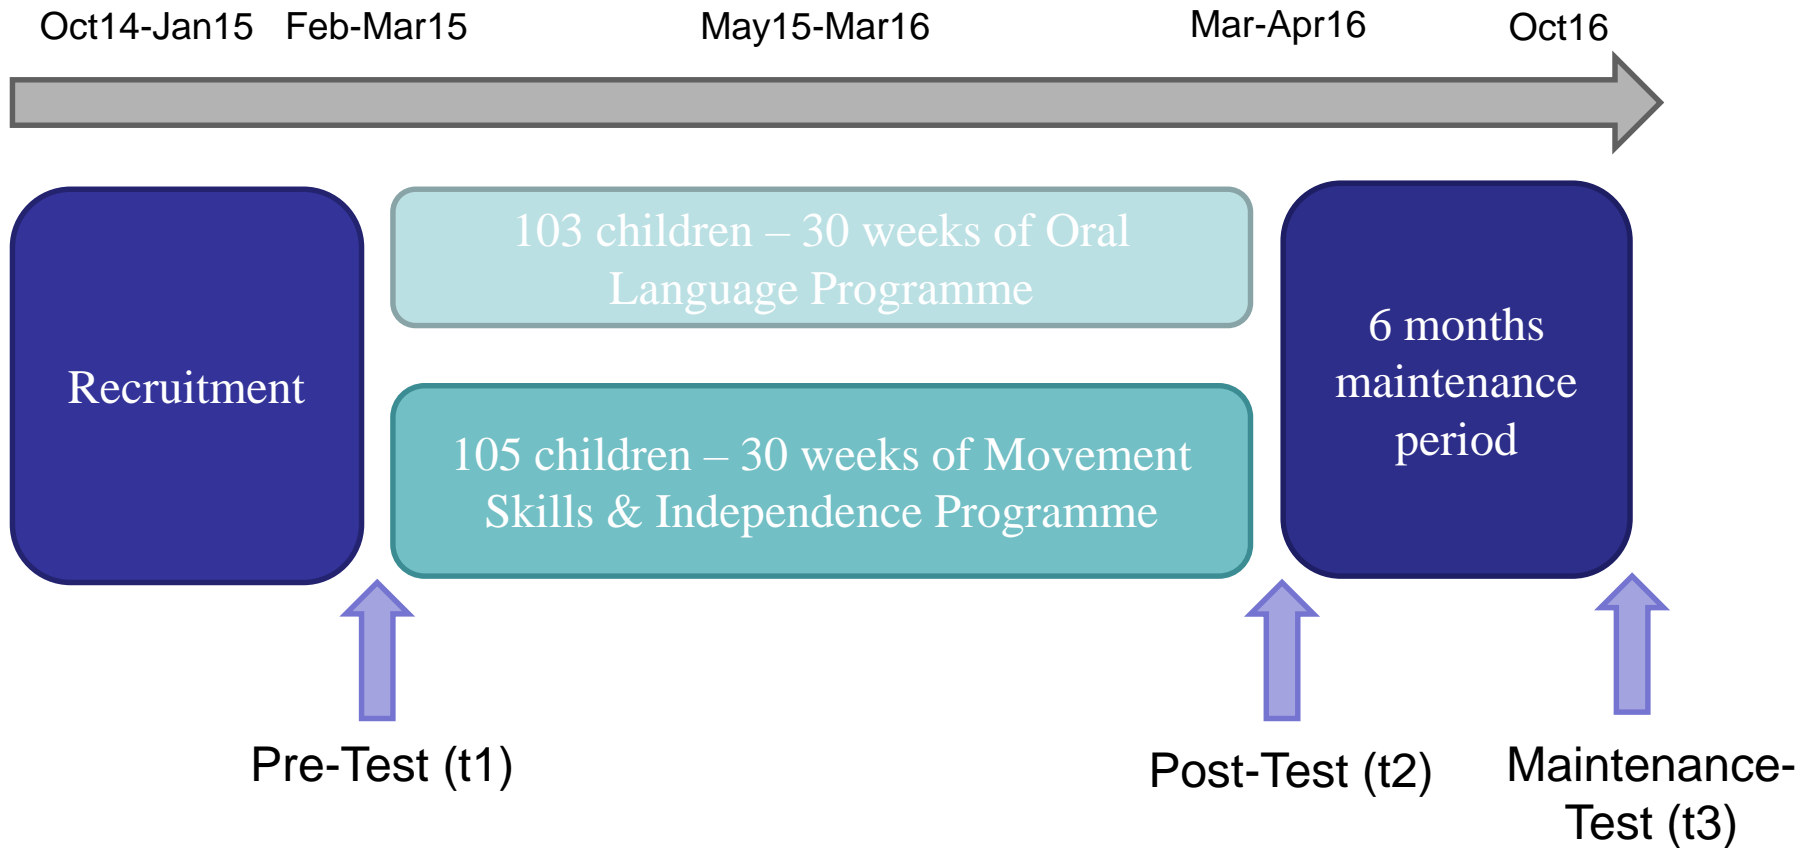 Oct14-Jan15 Feb-Mar15 May15-Mar16 Mar-Apr16 Oct16
Recruitment
103 children – 30 weeks of Oral
Language Programme
105 children – 30 weeks of Movement
Skills & Independence Programme
6 months
maintenance
period
Pre-Test (t1)
Post-Test (t2)
Maintenance-
Test (t3)